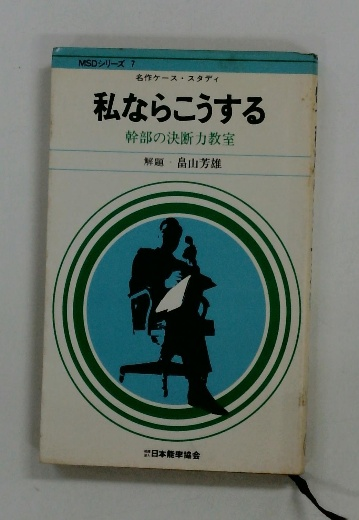 MSDシリーズ 7
名作ケース・スタディ
私ならこうする
幹部の決断力教室
解題・畠山芳雄
日本能率協会